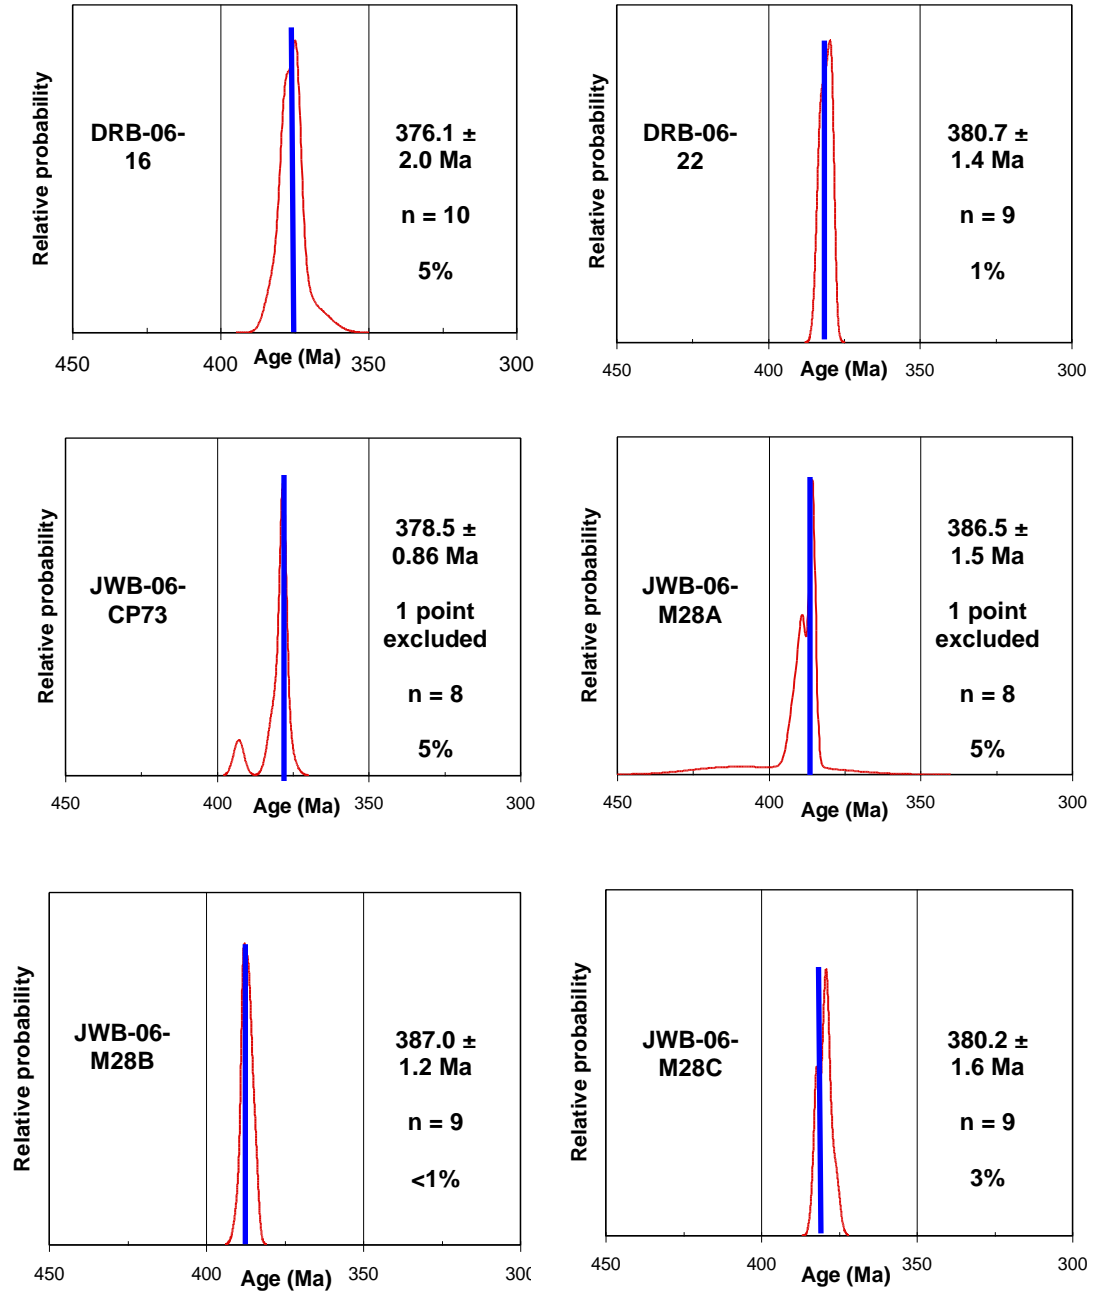 Relative probability
DRB-06-
16
376.1 ±
2.0 Ma
n = 10
5%
450
400
Age (Ma)
350
300
Relative probability
DRB-06-
22
380.7 ±
1.4 Ma
n = 9
1%
450
400
Age (Ma)
350
300
Relative probability
JWB-06-
CP73
378.5 ±
0.86 Ma
1 point
excluded
n = 8
5%
450
400
Age (Ma)
350
300
Relative probability
JWB-06-
M28A
386.5 ±
1.5 Ma
1 point
excluded
n = 8
5%
450
400
Age (Ma)
350
300
Relative probability
JWB-06-
M28B
387.0 ±
1.2 Ma
n = 9
<1%
450
400
Age (Ma)
350
300
Relative probability
JWB-06-
M28C
380.2 ±
1.6 Ma
n = 9
3%
450
400
Age (Ma)
350
300